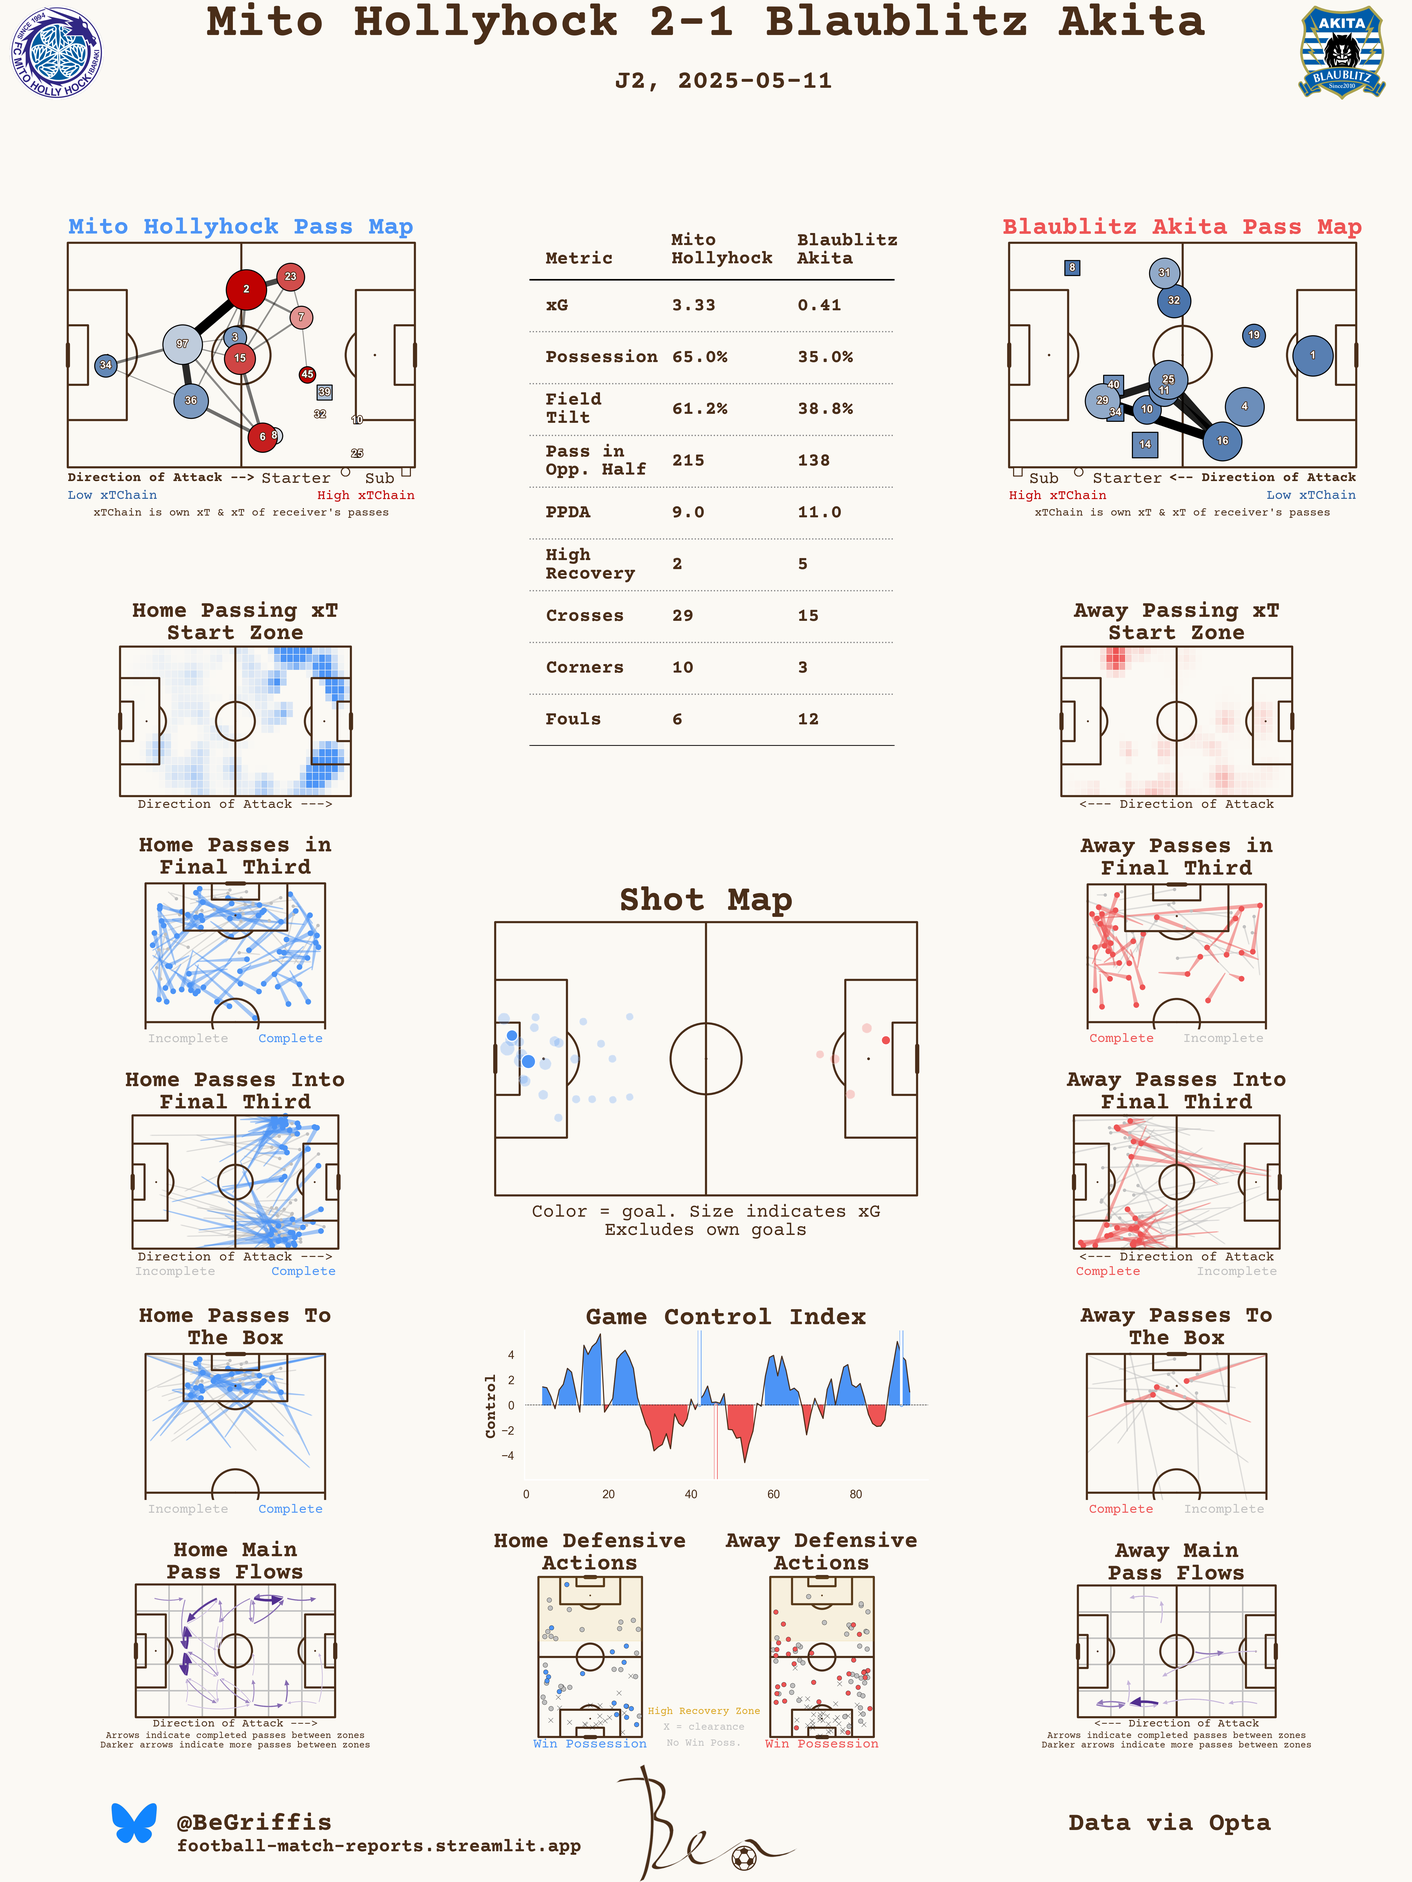 Mito Hollyhock 2-1 Blaublitz Akita
J2, 2025-05-11
SINCE 1994
FC MITO HOLLY HOCK
IBARAKI
AKITA
BLAUBLITZ
Since2010
Mito Hollyhock Pass Map
2
23
7
97
3
15
34
45
36
39
32
10
6
8
25
Direction of Attack --> Starter Sub
Low xTChain High xTChain
xTChain is own xT & xT of receiver's passes
Metric Mito Hollyhock Blaublitz Akita
xG 3.33 0.41
Possession 65.0% 35.0%
Field Tilt 61.2% 38.8%
Pass in Opp. Half 215 138
PPDA 9.0 11.0
High Recovery 2 5
Crosses 29 15
Corners 10 3
Fouls 6 12
Blaublitz Akita Pass Map
8
31
32
19
1
25
40
11
29
34
10
4
16
14
Sub Starter <-- Direction of Attack
High xTChain Low xTChain
xTChain is own xT & xT of receiver's passes
Home Passing xT
Start Zone
Direction of Attack --->
Away Passing xT
Start Zone
<--- Direction of Attack
Home Passes in
Final Third
Incomplete Complete
Away Passes in
Final Third
Complete Incomplete
Shot Map
Color = goal. Size indicates xG
Excludes own goals
Home Passes Into
Final Third
Direction of Attack --->
Incomplete Complete
Away Passes Into
Final Third
<--- Direction of Attack
Complete Incomplete
Home Passes To
The Box
Incomplete Complete
Game Control Index
Control
4
2
0
−2
−4
0 20 40 60 80
Away Passes To
The Box
Complete Incomplete
Home Main
Pass Flows
Direction of Attack --->
Arrows indicate completed passes between zones
Darker arrows indicate more passes between zones
Home Defensive
Actions
Win Possession
High Recovery Zone
X = clearance
No Win Poss.
Away Defensive
Actions
Win Possession
Away Main
Pass Flows
<--- Direction of Attack
Arrows indicate completed passes between zones
Darker arrows indicate more passes between zones
@BeGriffis
football-match-reports.streamlit.app
Ben
Data via Opta